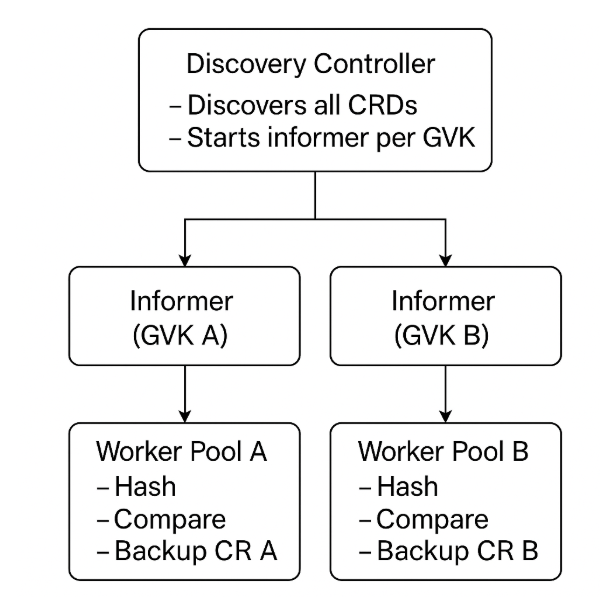 Discovery Controller
– Discovers all CRDs
– Starts informer per GVK
Informer
(GVK A)
Informer
(GVK B)
Worker Pool A
– Hash
– Compare
– Backup CR A
Worker Pool B
– Hash
– Compare
– Backup CR B